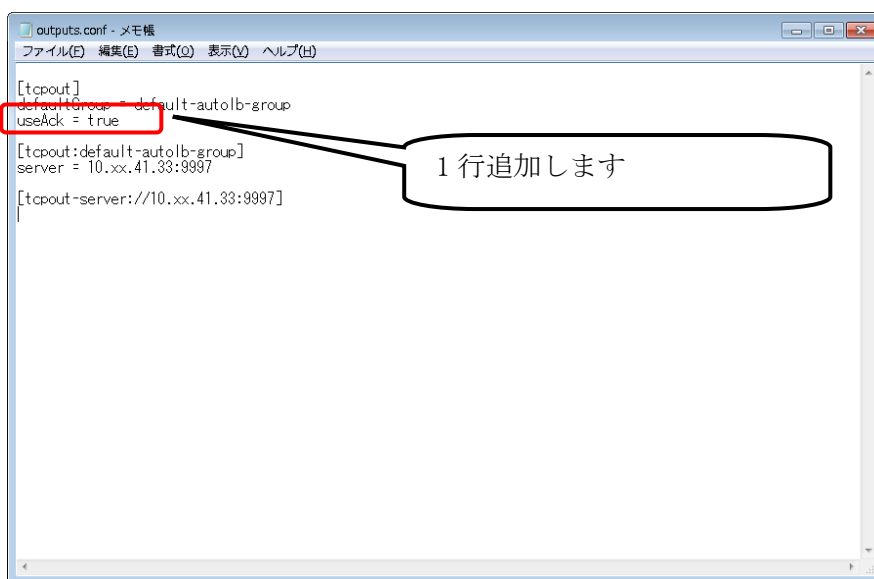 outputs.conf - メモ帳
ファイル(F) 編集(E) 書式(O) 表示(V) ヘルプ(H)
[tcpout]
defaultGroup = default-autolb-group
useAck = true
[tcpout:default-autolb-group]
server = 10.xx.41.33:9997
[tcpout-server://10.xx.41.33:9997]
1行追加します